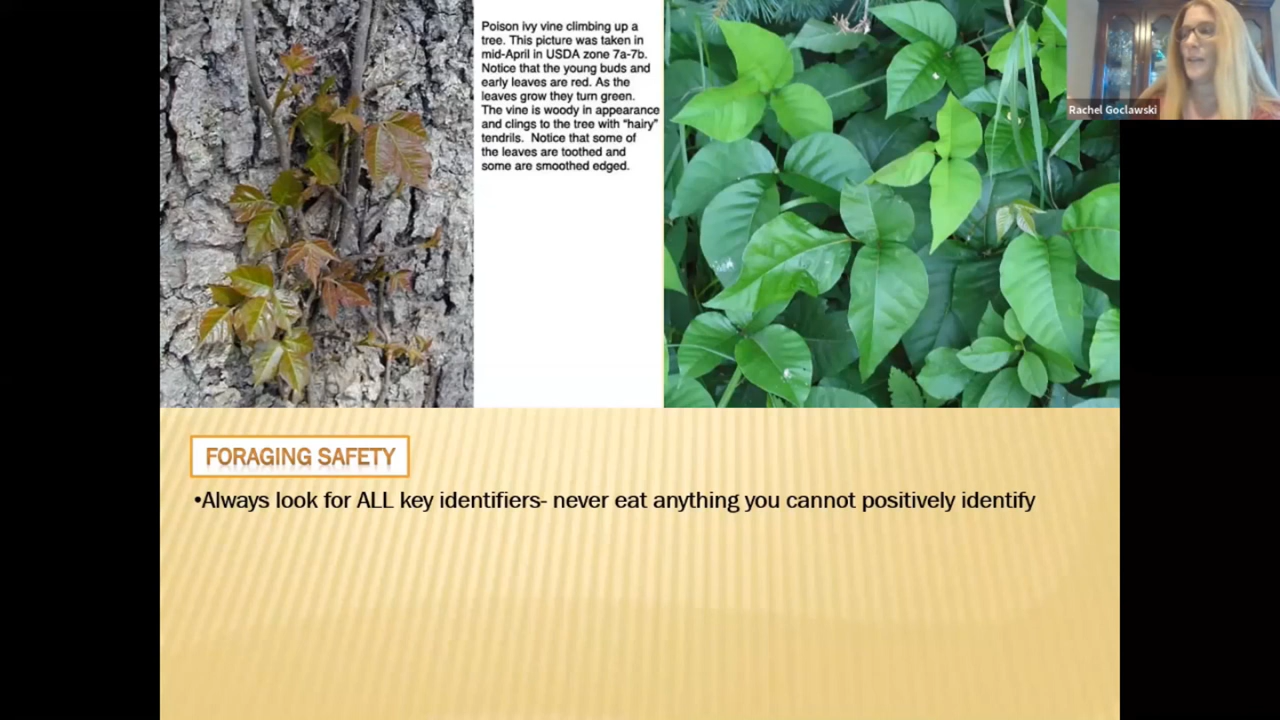 Poison ivy vine climbing up a
tree. This picture was taken in
mid-April in USDA zone 7a-7b.
Notice that the young buds and
early leaves are red. As the
leaves grow they turn green.
The vine is woody in appearance
and clings to the tree with "hairy"
tendrils. Notice that some of
the leaves are toothed and
some are smoothed edged.
Rachel Goclawski
FORAGING SAFETY
•Always look for ALL key identifiers- never eat anything you cannot positively identify